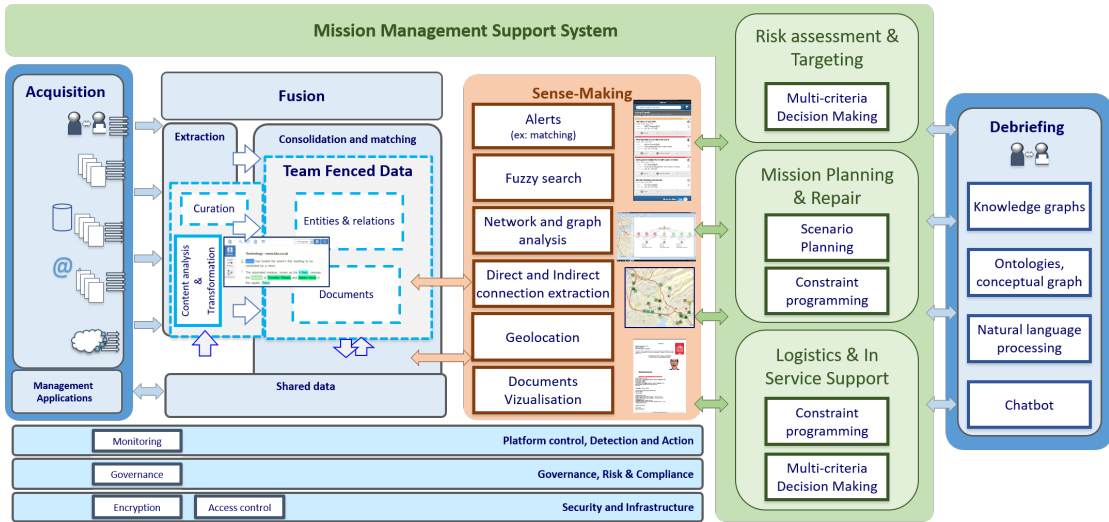 Mission Management Support System
Acquisition
@
Management
Applications
Fusion
Extraction
Curation
Content analysis
&
Transformation
Consolidation and matching
Team Fenced Data
Entities & relations
Documents
Shared data
Sense-Making
Alerts
(ex: matching)
Fuzzy search
Network and graph
analysis
Direct and Indirect
connection extraction
Geolocation
Documents
Vizualisation
Risk assessment &
Targeting
Multi-criteria
Decision Making
Mission Planning
& Repair
Scenario
Planning
Constraint
programming
Logistics & In
Service Support
Constraint
programming
Multi-criteria
Decision Making
Debriefing
Knowledge graphs
Ontologies,
conceptual graph
Natural language
processing
Chatbot
Monitoring
Platform control, Detection and Action
Governance
Governance, Risk & Compliance
Encryption
Access control
Security and Infrastructure